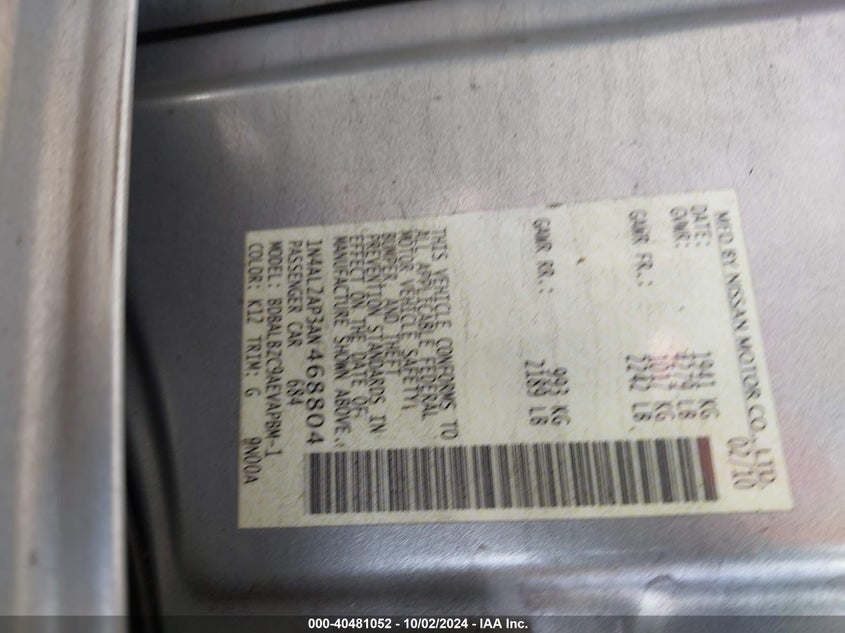 MFD BY NISSAN MOTOR CO., LTD.
DATE: 02/10
GVWR: 1941 KG
4279 LB
GAWR FR.: 1017 KG
2242 LB
GAWR RR.: 993 KG
2189 LB
THIS VEHICLE CONFORMS TO
ALL APPLICABLE FEDERAL
MOTOR VEHICLE SAFETY,
BUMPER AND THEFT
PREVENTION STANDARDS IN
EFFECT ON THE DATE OF
MANUFACTURE SHOWN ABOVE.
1N4AL2AP3AN468804
PASSENGER CAR 684
MODEL: BDBALBZC9AEVAPBM-I
COLOR: K12 TRIM: G 9N00A
000-40481052 - 10/02/2024 - IAA Inc.